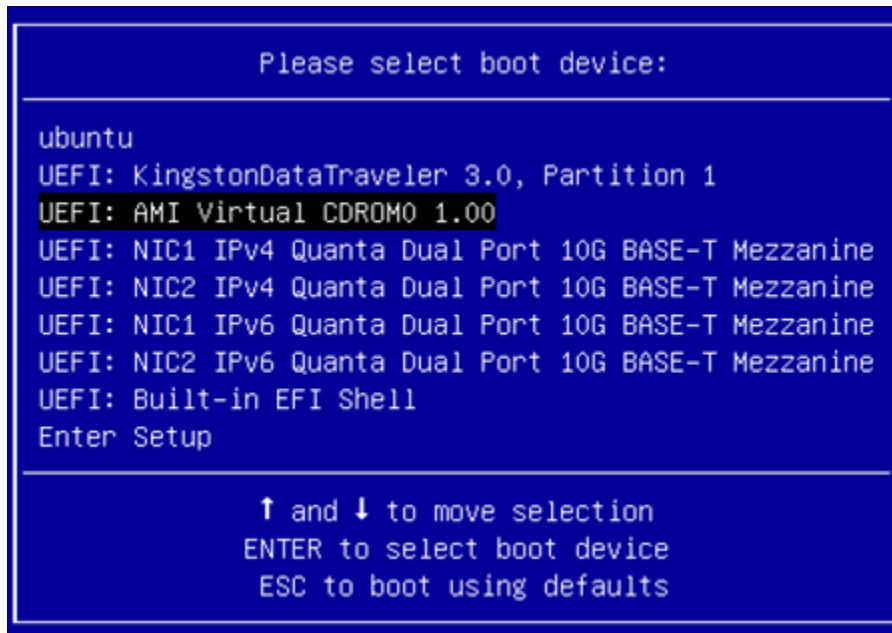 Please select boot device:
ubuntu
UEFI: KingstonDataTraveler 3.0, Partition 1
UEFI: AMI Virtual CDROM0 1.00
UEFI: NIC1 IPv4 Quanta Dual Port 10G BASE-T Mezzanine
UEFI: NIC2 IPv4 Quanta Dual Port 10G BASE-T Mezzanine
UEFI: NIC1 IPv6 Quanta Dual Port 10G BASE-T Mezzanine
UEFI: NIC2 IPv6 Quanta Dual Port 10G BASE-T Mezzanine
UEFI: Built-in EFI Shell
Enter Setup
↑ and ↓ to move selection
ENTER to select boot device
ESC to boot using defaults